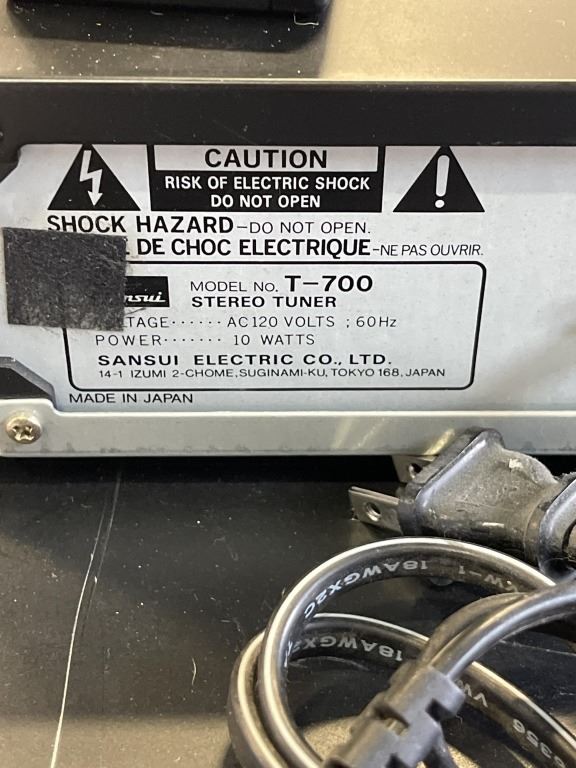 CAUTION
RISK OF ELECTRIC SHOCK
DO NOT OPEN
SHOCK HAZARD-DO NOT OPEN.
DE CHOC ELECTRIQUE-NE PAS OUVRIR.
MODEL No. T-700
STEREO TUNER
AC 120 VOLTS ; 60Hz
POWER······· 10 WATTS
SANSUI ELECTRIC CO., LTD.
14-1 IZUMI 2-CHOME, SUGINAMI-KU, TOKYO 168, JAPAN
MADE IN JAPAN
18AWGX2C
18AWGX2C